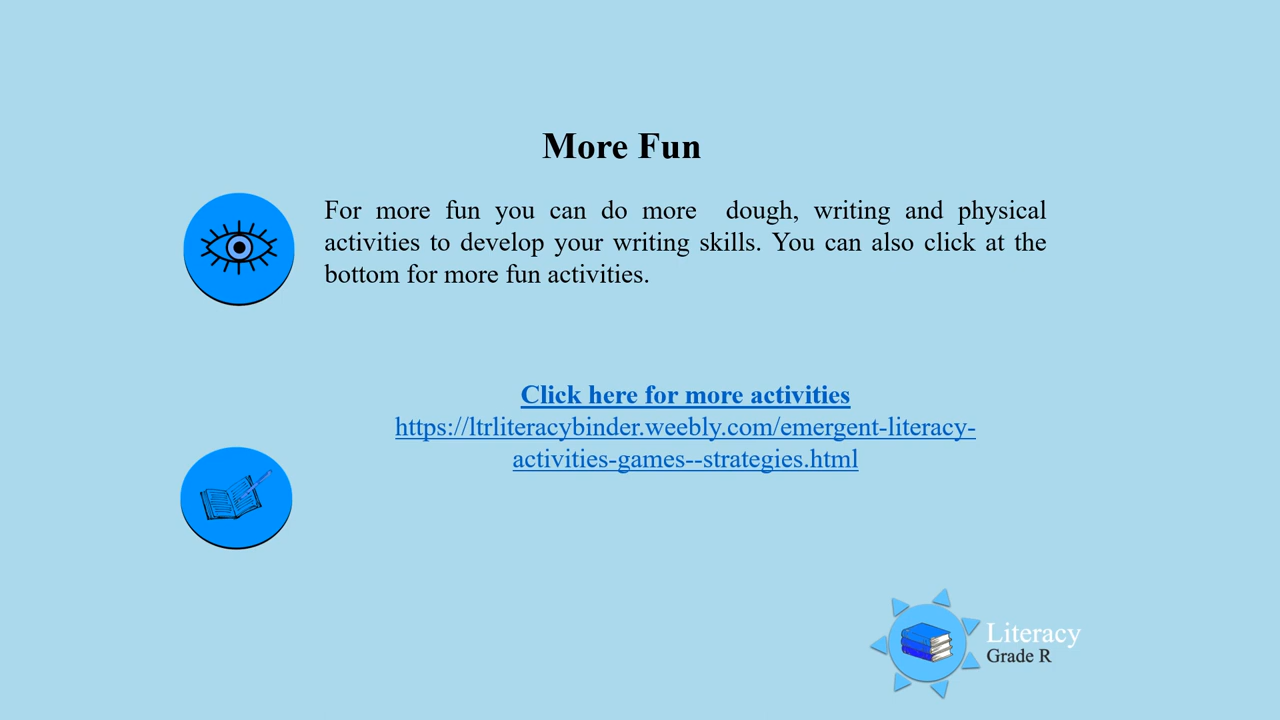 More Fun
For more fun you can do more  dough, writing and physical
activities to develop your writing skills. You can also click at the
bottom for more fun activities.
Click here for more activities
https://ltrliteracybinder.weebly.com/emergent-literacy-
activities-games--strategies.html
Literacy
Grade R